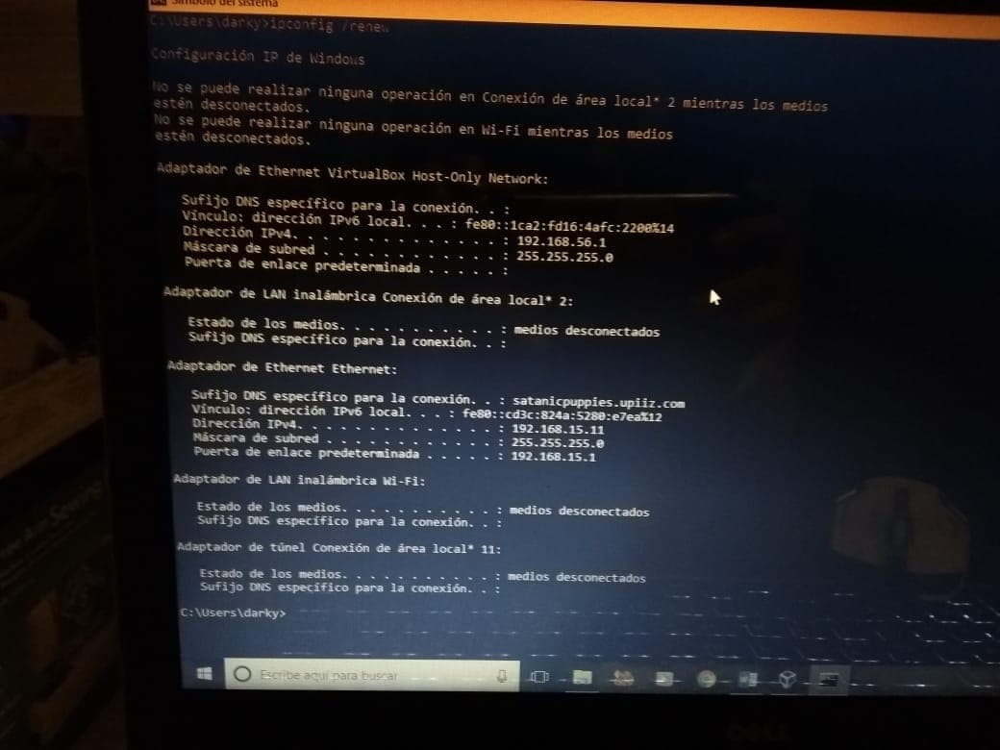 Símbolo del sistema
C:\Users\darky>ipconfig /renew
Configuración IP de Windows
No se puede realizar ninguna operación en Conexión de área local* 2 mientras los medios
estén desconectados.
No se puede realizar ninguna operación en Wi-Fi mientras los medios
estén desconectados.
Adaptador de Ethernet VirtualBox Host-Only Network:
Sufijo DNS específico para la conexión. . :
Vínculo: dirección IPv6 local. . . : fe80::1ca2:fd16:4afc:2200%14
Dirección IPv4. . . . . . . . . . . . . . : 192.168.56.1
Máscara de subred . . . . . . . . . . . . : 255.255.255.0
Puerta de enlace predeterminada . . . . . :
Adaptador de LAN inalámbrica Conexión de área local* 2:
Estado de los medios. . . . . . . . . . . : medios desconectados
Sufijo DNS específico para la conexión. . :
Adaptador de Ethernet Ethernet:
Sufijo DNS específico para la conexión. . : satanicpuppies.upiiz.com
Vínculo: dirección IPv6 local. . . : fe80::cd3c:824a:5280:e7ea%12
Dirección IPv4. . . . . . . . . . . . . . : 192.168.15.11
Máscara de subred . . . . . . . . . . . . : 255.255.255.0
Puerta de enlace predeterminada . . . . . : 192.168.15.1
Adaptador de LAN inalámbrica Wi-Fi:
Estado de los medios. . . . . . . . . . . : medios desconectados
Sufijo DNS específico para la conexión. . :
Adaptador de túnel Conexión de área local* 11:
Estado de los medios. . . . . . . . . . . : medios desconectados
Sufijo DNS específico para la conexión. . :
C:\Users\darky>
Escribe aquí para buscar
DELL